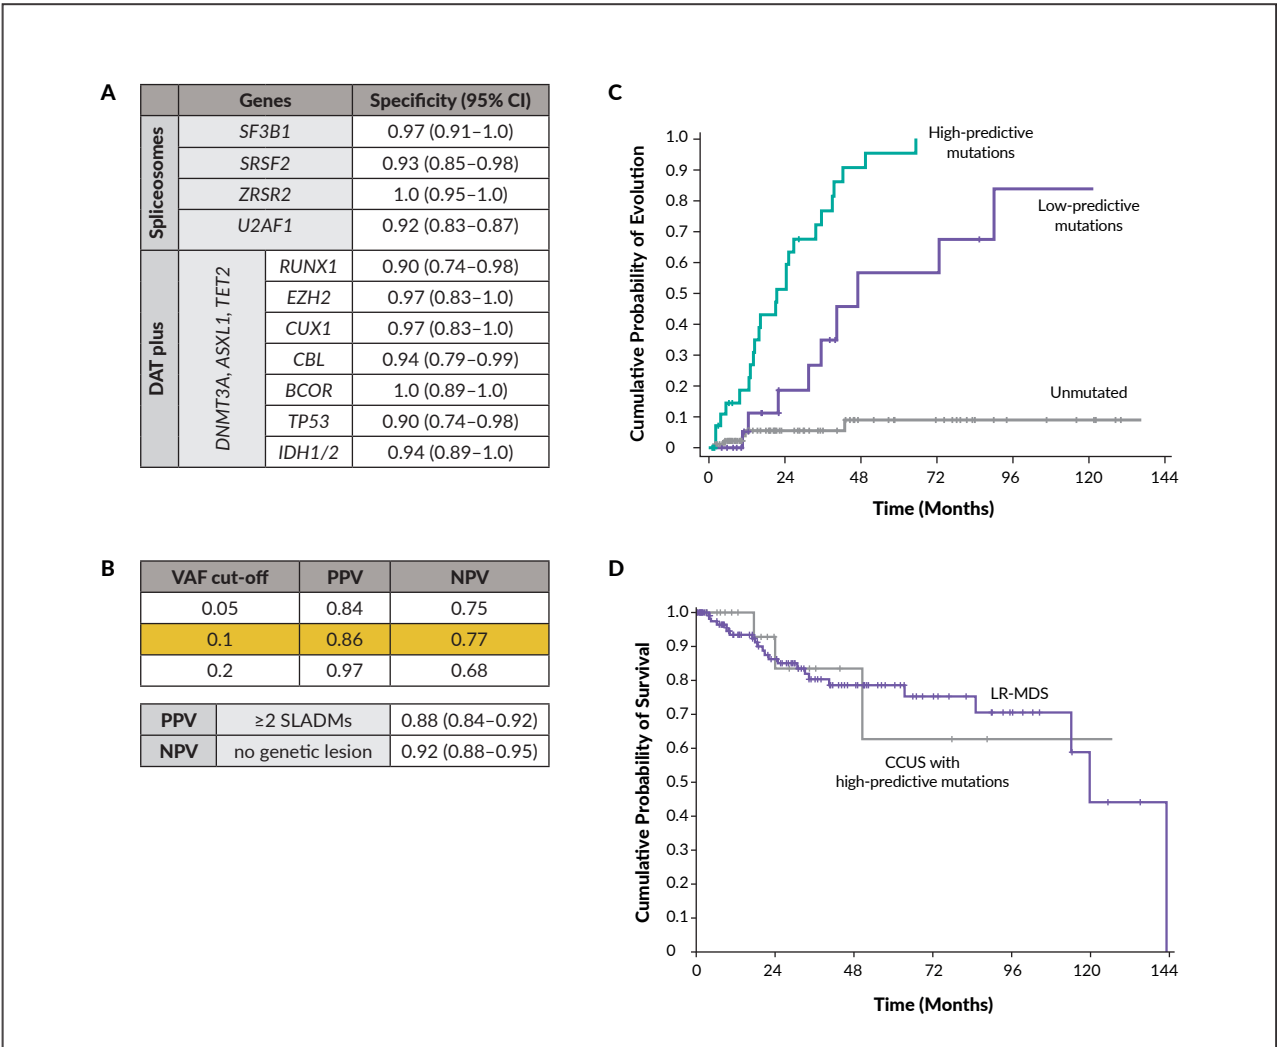 A
Genes Specificity (95% CI)
Spliceosomes
SF3B1 0.97 (0.91–1.0)
SRSF2 0.93 (0.85–0.98)
ZRSR2 1.0 (0.95–1.0)
U2AF1 0.92 (0.83–0.87)
DAT plus
DNMT3A, ASXL1, TET2
RUNX1 0.90 (0.74–0.98)
EZH2 0.97 (0.83–1.0)
CUX1 0.97 (0.83–1.0)
CBL 0.94 (0.79–0.99)
BCOR 1.0 (0.89–1.0)
TP53 0.90 (0.74–0.98)
IDH1/2 0.94 (0.89–1.0)
B
VAF cut-off PPV NPV
0.05 0.84 0.75
0.1 0.86 0.77
0.2 0.97 0.68
PPV ≥2 SLADMs 0.88 (0.84–0.92)
NPV no genetic lesion 0.92 (0.88–0.95)
C
Cumulative Probability of Evolution
1.0
0.9
0.8
0.7
0.6
0.5
0.4
0.3
0.2
0.1
0
High-predictive
mutations
Low-predictive
mutations
Unmutated
0 24 48 72 96 120 144
Time (Months)
D
Cumulative Probability of Survival
1.0
0.9
0.8
0.7
0.6
0.5
0.4
0.3
0.2
0.1
0
LR-MDS
CCUS with
high-predictive mutations
0 24 48 72 96 120 144
Time (Months)